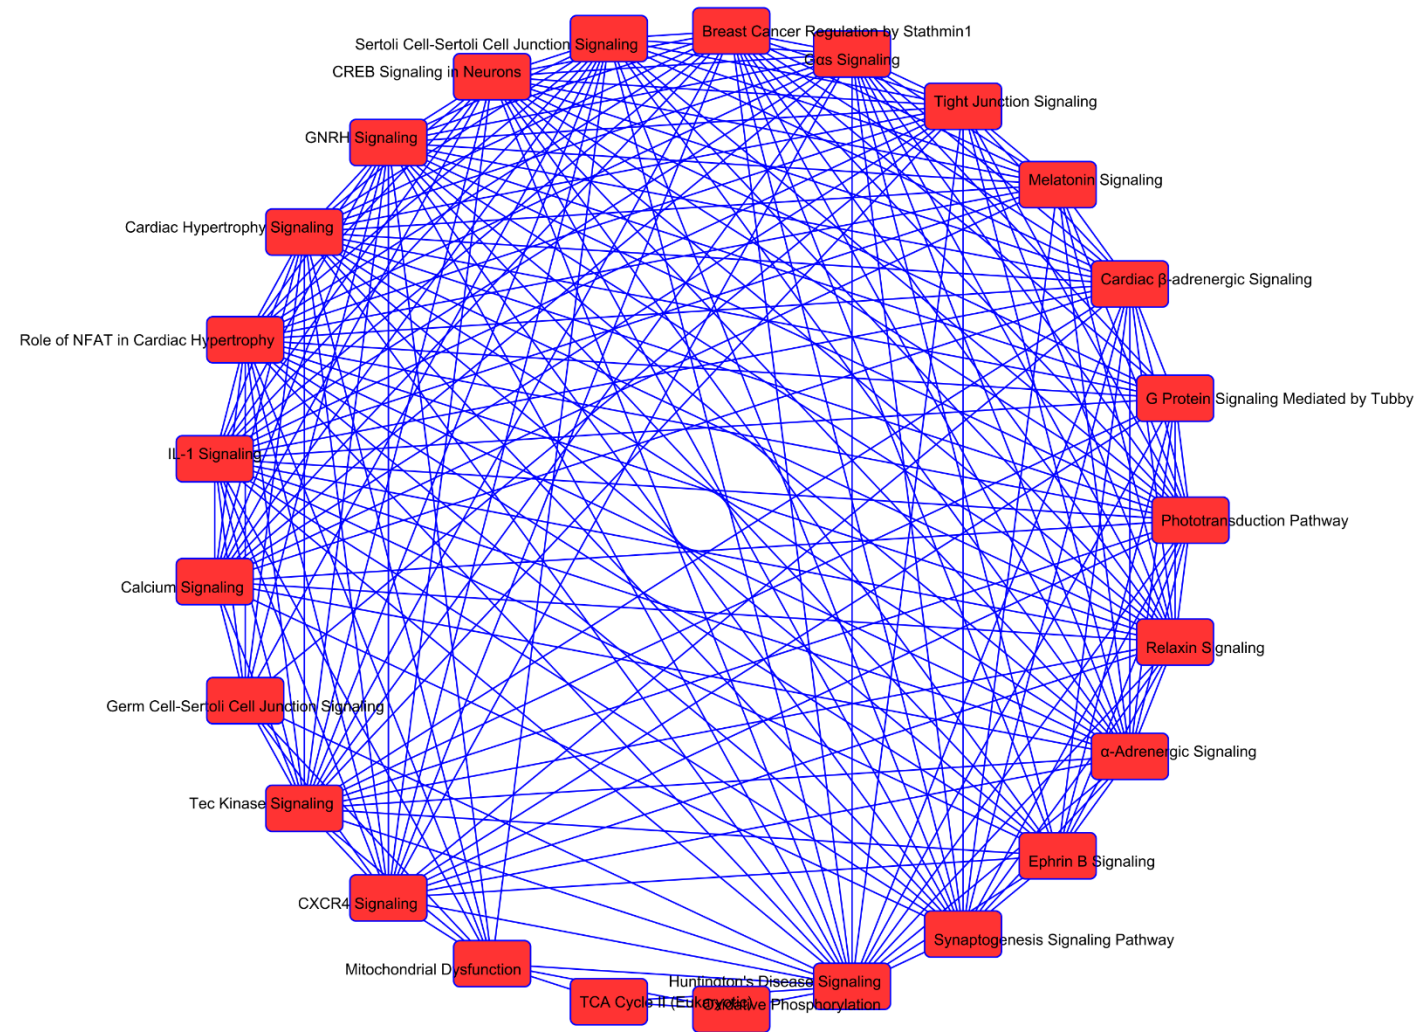 Breast Cancer Regulation by Stathmin1
Sertoli Cell-Sertoli Cell Junction Signaling
Gαs Signaling
CREB Signaling in Neurons
Tight Junction Signaling
GNRH Signaling
Melatonin Signaling
Cardiac Hypertrophy Signaling
Cardiac β-adrenergic Signaling
Role of NFAT in Cardiac Hypertrophy
G Protein Signaling Mediated by Tubby
IL-1 Signaling
Phototransduction Pathway
Calcium Signaling
Relaxin Signaling
Germ Cell-Sertoli Cell Junction Signaling
α-Adrenergic Signaling
Tec Kinase Signaling
Ephrin B Signaling
CXCR4 Signaling
Synaptogenesis Signaling Pathway
Mitochondrial Dysfunction
Huntington's Disease Signaling
TCA Cycle II (Eukaryotic)
Oxidative Phosphorylation